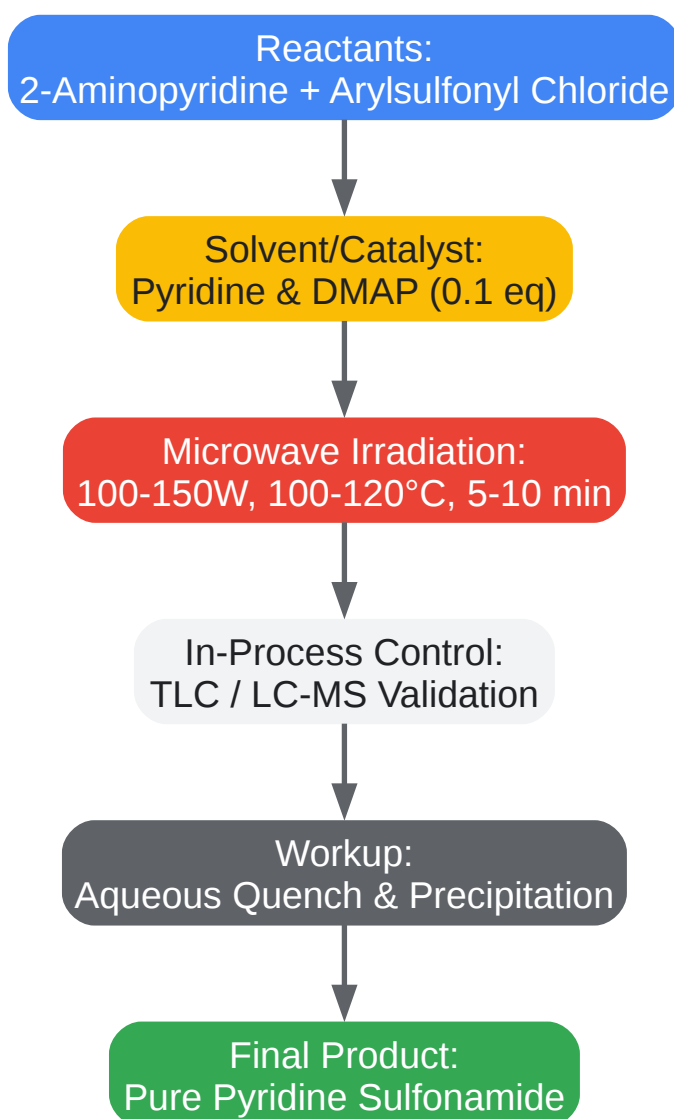 Reactants:
2-Aminopyridine + Arylsulfonyl Chloride
Solvent/Catalyst:
Pyridine & DMAP (0.1 eq)
Microwave Irradiation:
100-150W, 100-120°C, 5-10 min
In-Process Control:
TLC / LC-MS Validation
Workup:
Aqueous Quench & Precipitation
Final Product:
Pure Pyridine Sulfonamide